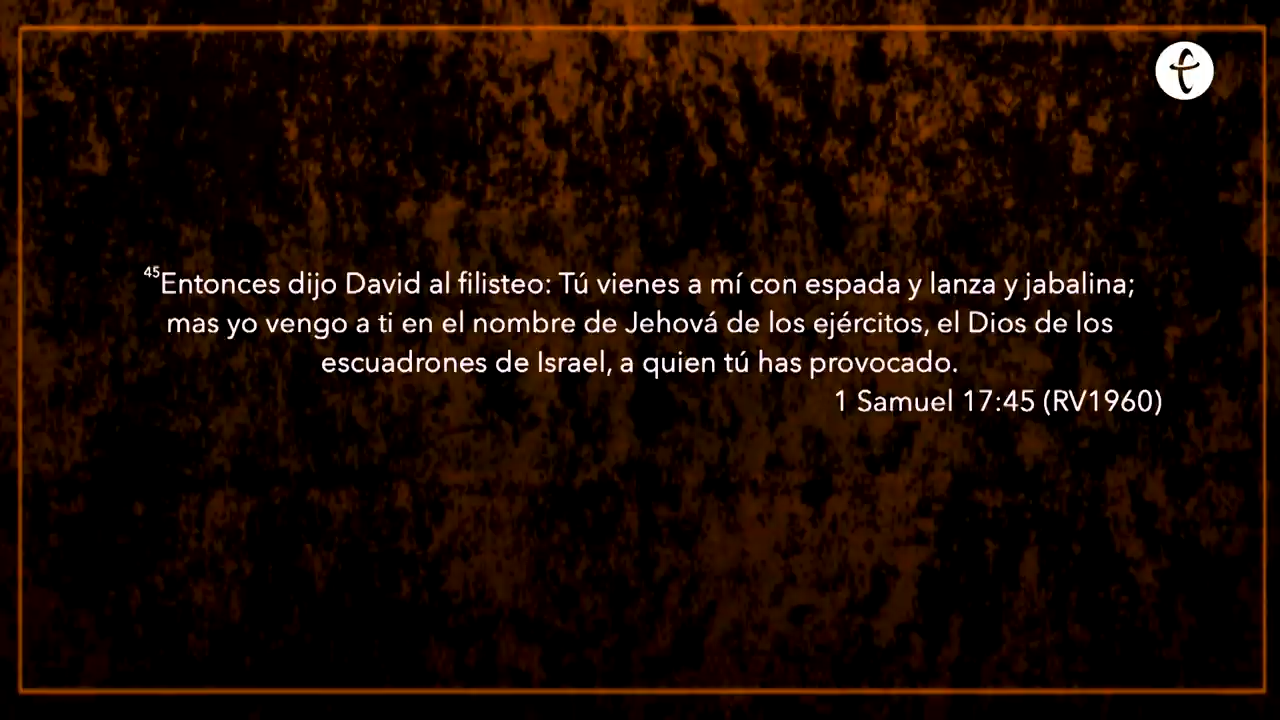 ⁴⁵Entonces dijo David al filisteo: Tú vienes a mí con espada y lanza y jabalina;
mas yo vengo a ti en el nombre de Jehová de los ejércitos, el Dios de los
escuadrones de Israel, a quien tú has provocado.
1 Samuel 17:45 (RV1960)